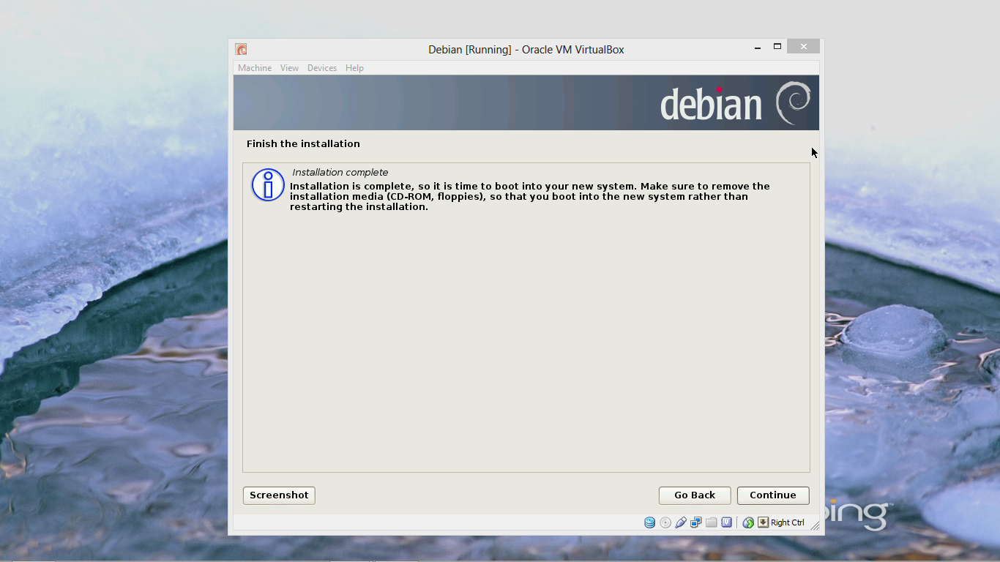 Debian [Running] - Oracle VM VirtualBox
Machine View Devices Help
debian
Finish the installation
Installation complete
Installation is complete, so it is time to boot into your new system. Make sure to remove the
installation media (CD-ROM, floppies), so that you boot into the new system rather than
restarting the installation.
Screenshot
Go Back
Continue
Right Ctrl
bing™